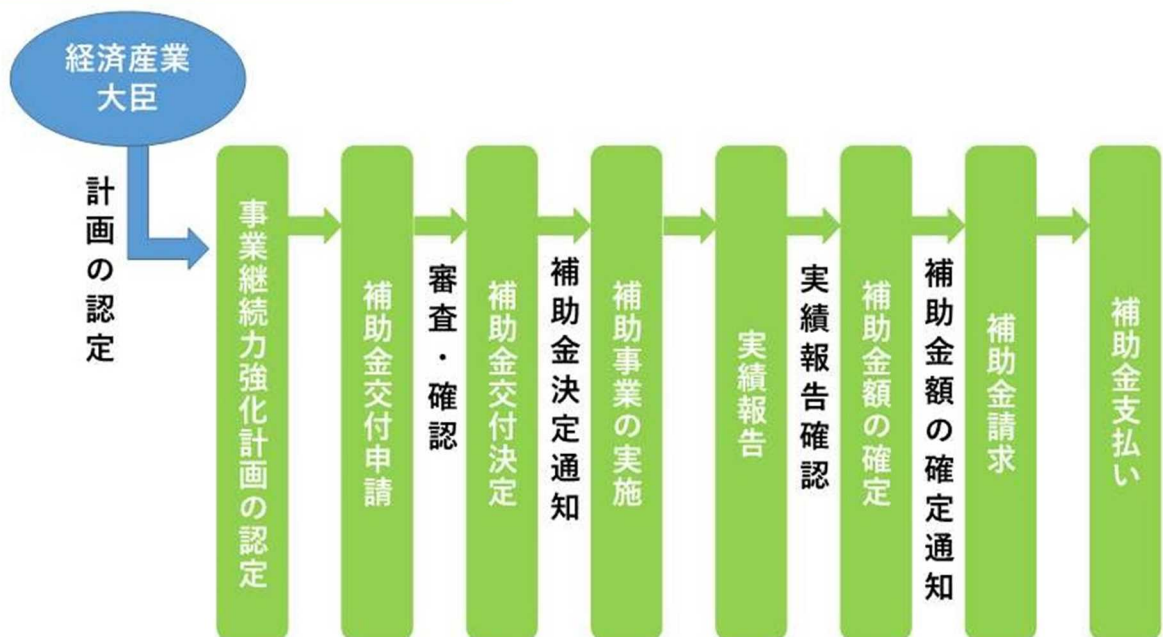 経済産業
大臣
計画の認定
事業継続力強化計画の認定
補助金交付申請
審査・確認
補助金交付決定
補助金決定通知
補助事業の実施
実績報告
実績報告確認
補助金額の確定
補助金額の確定通知
補助金請求
補助金支払い